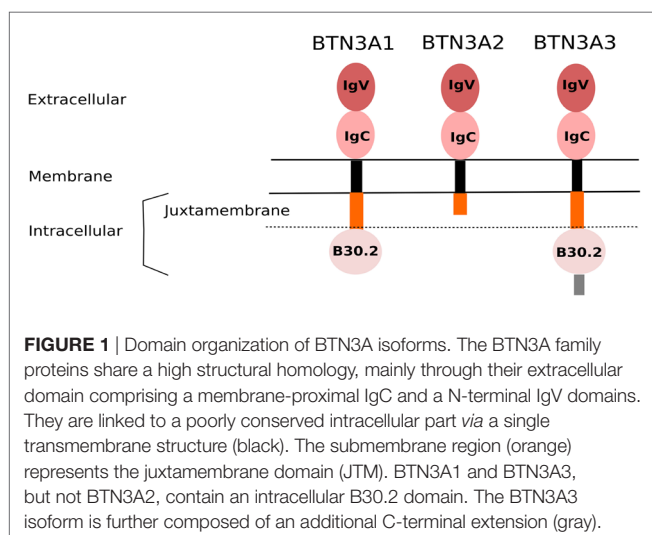 BTN3A1 BTN3A2 BTN3A3
IgV IgV IgV
Extracellular
IgC IgC IgC
Membrane
Juxtamembrane
Intracellular
B30.2 B30.2
FIGURE 1 | Domain organization of BTN3A isoforms. The BTN3A family
proteins share a high structural homology, mainly through their extracellular
domain comprising a membrane-proximal IgC and a N-terminal IgV domains.
They are linked to a poorly conserved intracellular part via a single
transmembrane structure (black). The submembrane region (orange)
represents the juxtamembrane domain (JTM). BTN3A1 and BTN3A3,
but not BTN3A2, contain an intracellular B30.2 domain. The BTN3A3
isoform is further composed of an additional C-terminal extension (gray).